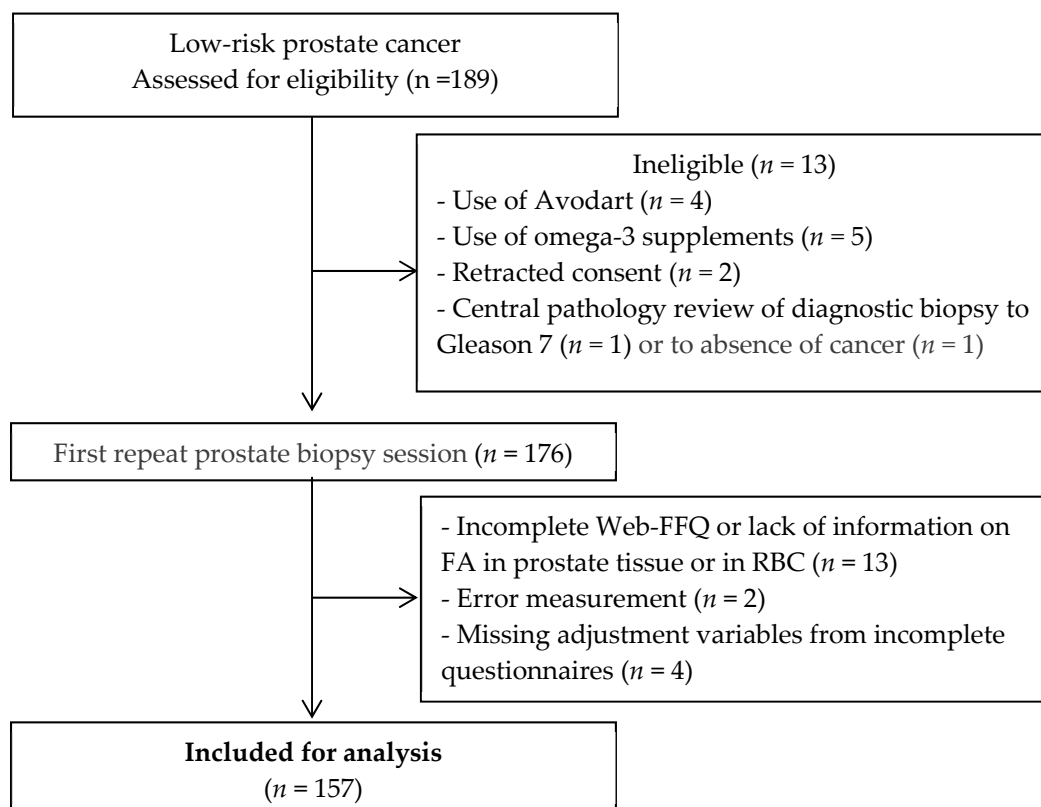 Low-risk prostate cancer
Assessed for eligibility (n =189)
Ineligible (n = 13)
- Use of Avodart (n = 4)
- Use of omega-3 supplements (n = 5)
- Retracted consent (n = 2)
- Central pathology review of diagnostic biopsy to
Gleason 7 (n = 1) or to absence of cancer (n = 1)
First repeat prostate biopsy session (n = 176)
- Incomplete Web-FFQ or lack of information on
FA in prostate tissue or in RBC (n = 13)
- Error measurement (n = 2)
- Missing adjustment variables from incomplete
questionnaires (n = 4)
Included for analysis
(n = 157)